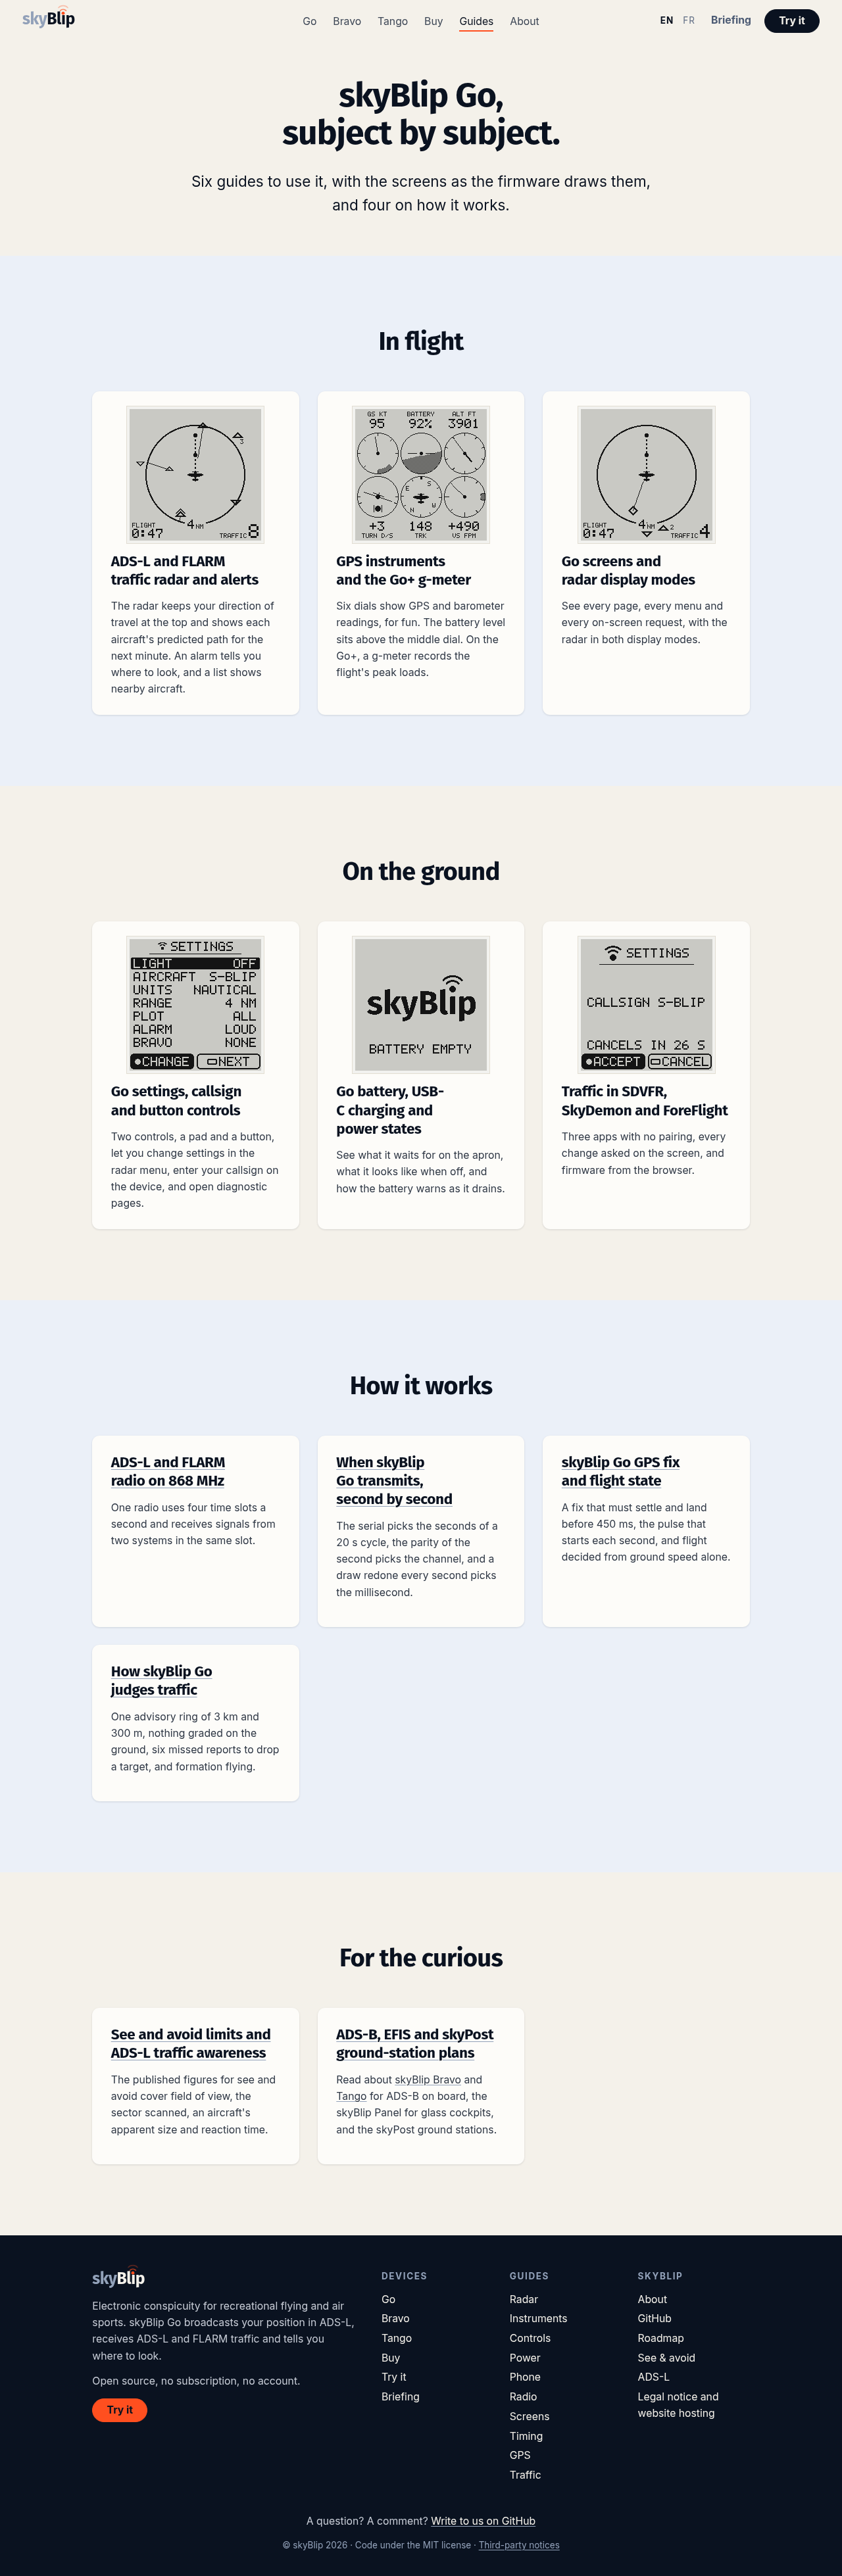 skyBlip
Go Bravo Tango Buy Guides About
EN FR Briefing Try it
skyBlip Go,
subject by subject.
Six guides to use it, with the screens as the firmware draws them,
and four on how it works.
In flight
3
FLIGHT
0:47
4 NM
TRAFFIC 8
ADS-L and FLARM
traffic radar and alerts
The radar keeps your direction of
travel at the top and shows each
aircraft's predicted path for the
next minute. An alarm tells you
where to look, and a list shows
nearby aircraft.
GS KT BATTERY ALT FT
95 92% 3901
E S
N W
+3 148 +490
TURN D/S TRK VS FPM
GPS instruments
and the Go+ g-meter
Six dials show GPS and barometer
readings, for fun. The battery level
sits above the middle dial. On the
Go+, a g-meter records the
flight's peak loads.
FLIGHT
0:47
4 NM
2
TRAFFIC 4
Go screens and
radar display modes
See every page, every menu and
every on-screen request, with the
radar in both display modes.
On the ground
SETTINGS
LIGHT OFF
AIRCRAFT S-BLIP
UNITS NAUTICAL
RANGE 4 NM
PLOT ALL
ALARM LOUD
BRAVO NONE
CHANGE NEXT
Go settings, callsign
and button controls
Two controls, a pad and a button,
let you change settings in the
radar menu, enter your callsign on
the device, and open diagnostic
pages.
skyBlip
BATTERY EMPTY
Go battery, USB-
C charging and
power states
See what it waits for on the apron,
what it looks like when off, and
how the battery warns as it drains.
SETTINGS
CALLSIGN S-BLIP
CANCELS IN 26 S
ACCEPT CANCEL
Traffic in SDVFR,
SkyDemon and ForeFlight
Three apps with no pairing, every
change asked on the screen, and
firmware from the browser.
How it works
ADS-L and FLARM
radio on 868 MHz
One radio uses four time slots a
second and receives signals from
two systems in the same slot.
When skyBlip
Go transmits,
second by second
The serial picks the seconds of a
20 s cycle, the parity of the
second picks the channel, and a
draw redone every second picks
the millisecond.
skyBlip Go GPS fix
and flight state
A fix that must settle and land
before 450 ms, the pulse that
starts each second, and flight
decided from ground speed alone.
How skyBlip Go
judges traffic
One advisory ring of 3 km and
300 m, nothing graded on the
ground, six missed reports to drop
a target, and formation flying.
For the curious
See and avoid limits and
ADS-L traffic awareness
The published figures for see and
avoid cover field of view, the
sector scanned, an aircraft's
apparent size and reaction time.
ADS-B, EFIS and skyPost
ground-station plans
Read about skyBlip Bravo and
Tango for ADS-B on board, the
skyBlip Panel for glass cockpits,
and the skyPost ground stations.
skyBlip
Electronic conspicuity for recreational flying and air
sports. skyBlip Go broadcasts your position in ADS-L,
receives ADS-L and FLARM traffic and tells you
where to look.
Open source, no subscription, no account.
Try it
DEVICES
Go
Bravo
Tango
Buy
Try it
Briefing
GUIDES
Radar
Instruments
Controls
Power
Phone
Radio
Screens
Timing
GPS
Traffic
SKYBLIP
About
GitHub
Roadmap
See & avoid
ADS-L
Legal notice and
website hosting
A question? A comment? Write to us on GitHub
© skyBlip 2026 · Code under the MIT license · Third-party notices